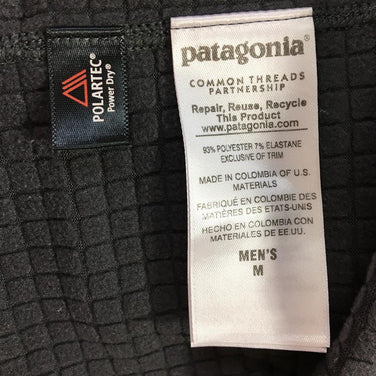 POLARTEC®
Power Dry®
patagonia®
COMMON THREADS
PARTNERSHIP
Repair, Reuse, Recycle
This Product
www.patagonia.com
93% POLYESTER 7% ELASTANE
EXCLUSIVE OF TRIM
MADE IN COLOMBIA OF U.S.
MATERIALS
FABRIQUÉ EN COLOMBIE DES
MATIÈRES DES ETATS-UNIS
HECHO EN COLOMBIA CON
MATERIALES DE EE.UU.
MEN'S
M